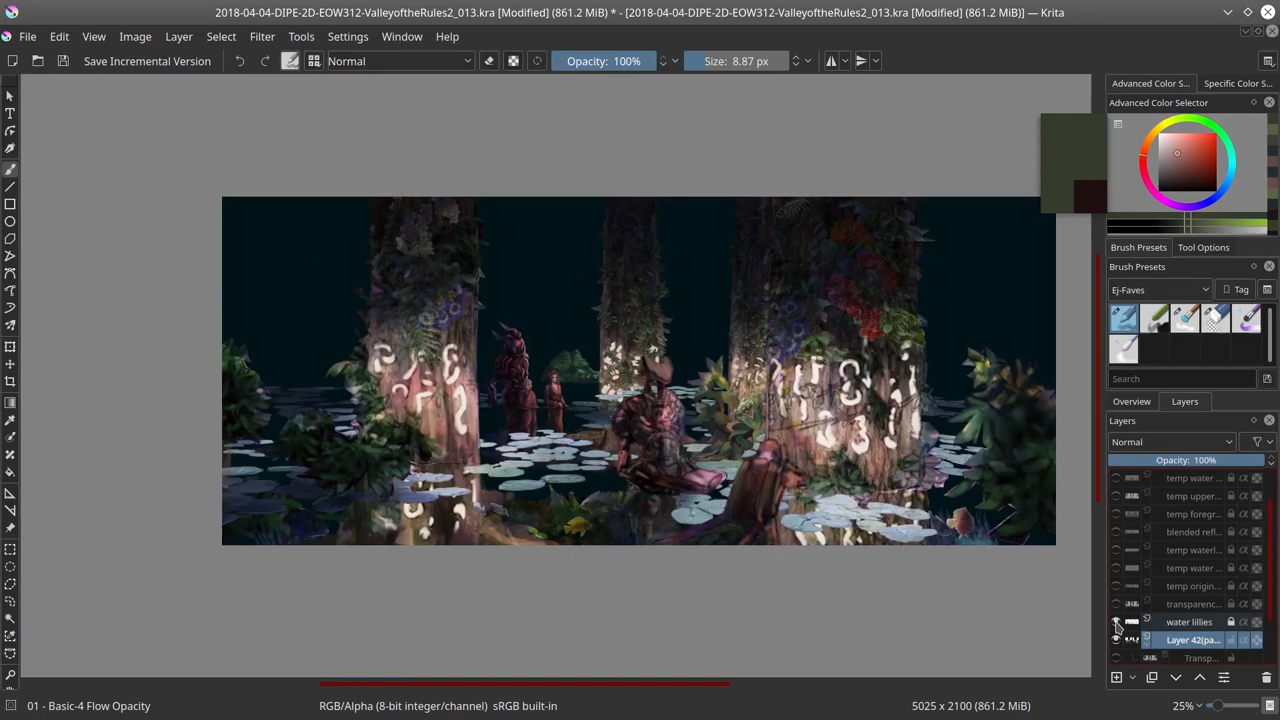 2018-04-04-DIPE-2D-EOW312-ValleyoftheRules2_013.kra [Modified] (861.2 MiB) * - [2018-04-04-DIPE-2D-EOW312-ValleyoftheRules2_013.kra [Modified] (861.2 MiB)] — Krita
File Edit View Image Layer Select Filter Tools Settings Window Help
Save Incremental Version Normal Opacity: 100% Size: 8.87 px
Advanced Color S... Specific Color S...
Advanced Color Selector
Brush Presets Tool Options
Brush Presets
Ej-Faves Tag
Search
Overview Layers
Layers
Normal
Opacity: 100%
temp water ...
temp upper...
temp foregr...
blended refl...
temp waterl...
temp water ...
temp origin...
transparenc...
water lillies
Layer 42(pa...
Transp...
01 - Basic-4 Flow Opacity RGB/Alpha (8-bit integer/channel) sRGB built-in 5025 x 2100 (861.2 MiB) 25%